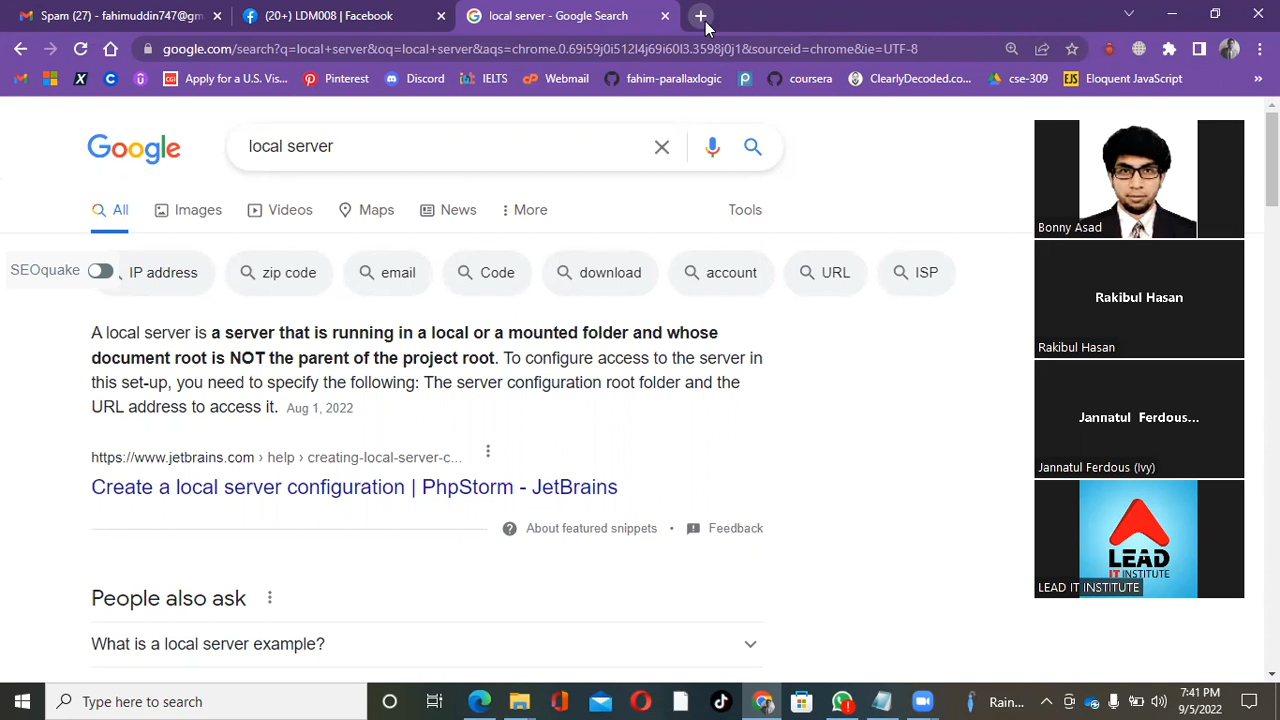 Spam (27) - fahimuddin747@gm
(20+) LDM008 | Facebook
local server - Google Search
google.com/search?q=local+server&oq=local+server&aqs=chrome.0.69i59j0i512l4j69i60l3.3598j0j1&sourceid=chrome&ie=UTF-8
Apply for a U.S. Vis...
Pinterest
Discord
IELTS
Webmail
fahim-parallaxlogic
coursera
ClearlyDecoded.co...
cse-309
EJS Eloquent JavaScript
Google
local server
All
Images
Videos
Maps
News
More
Tools
SEOquake
IP address
zip code
email
Code
download
account
URL
ISP
A local server is a server that is running in a local or a mounted folder and whose
document root is NOT the parent of the project root. To configure access to the server in
this set-up, you need to specify the following: The server configuration root folder and the
URL address to access it. Aug 1, 2022
https://www.jetbrains.com › help › creating-local-server-c...
Create a local server configuration | PhpStorm - JetBrains
About featured snippets • Feedback
People also ask
What is a local server example?
Bonny Asad
Rakibul Hasan
Rakibul Hasan
Jannatul Ferdous...
Jannatul Ferdous (Ivy)
LEAD
IT INSTITUTE
LEAD IT INSTITUTE
Type here to search
Rain...
7:41 PM
9/5/2022